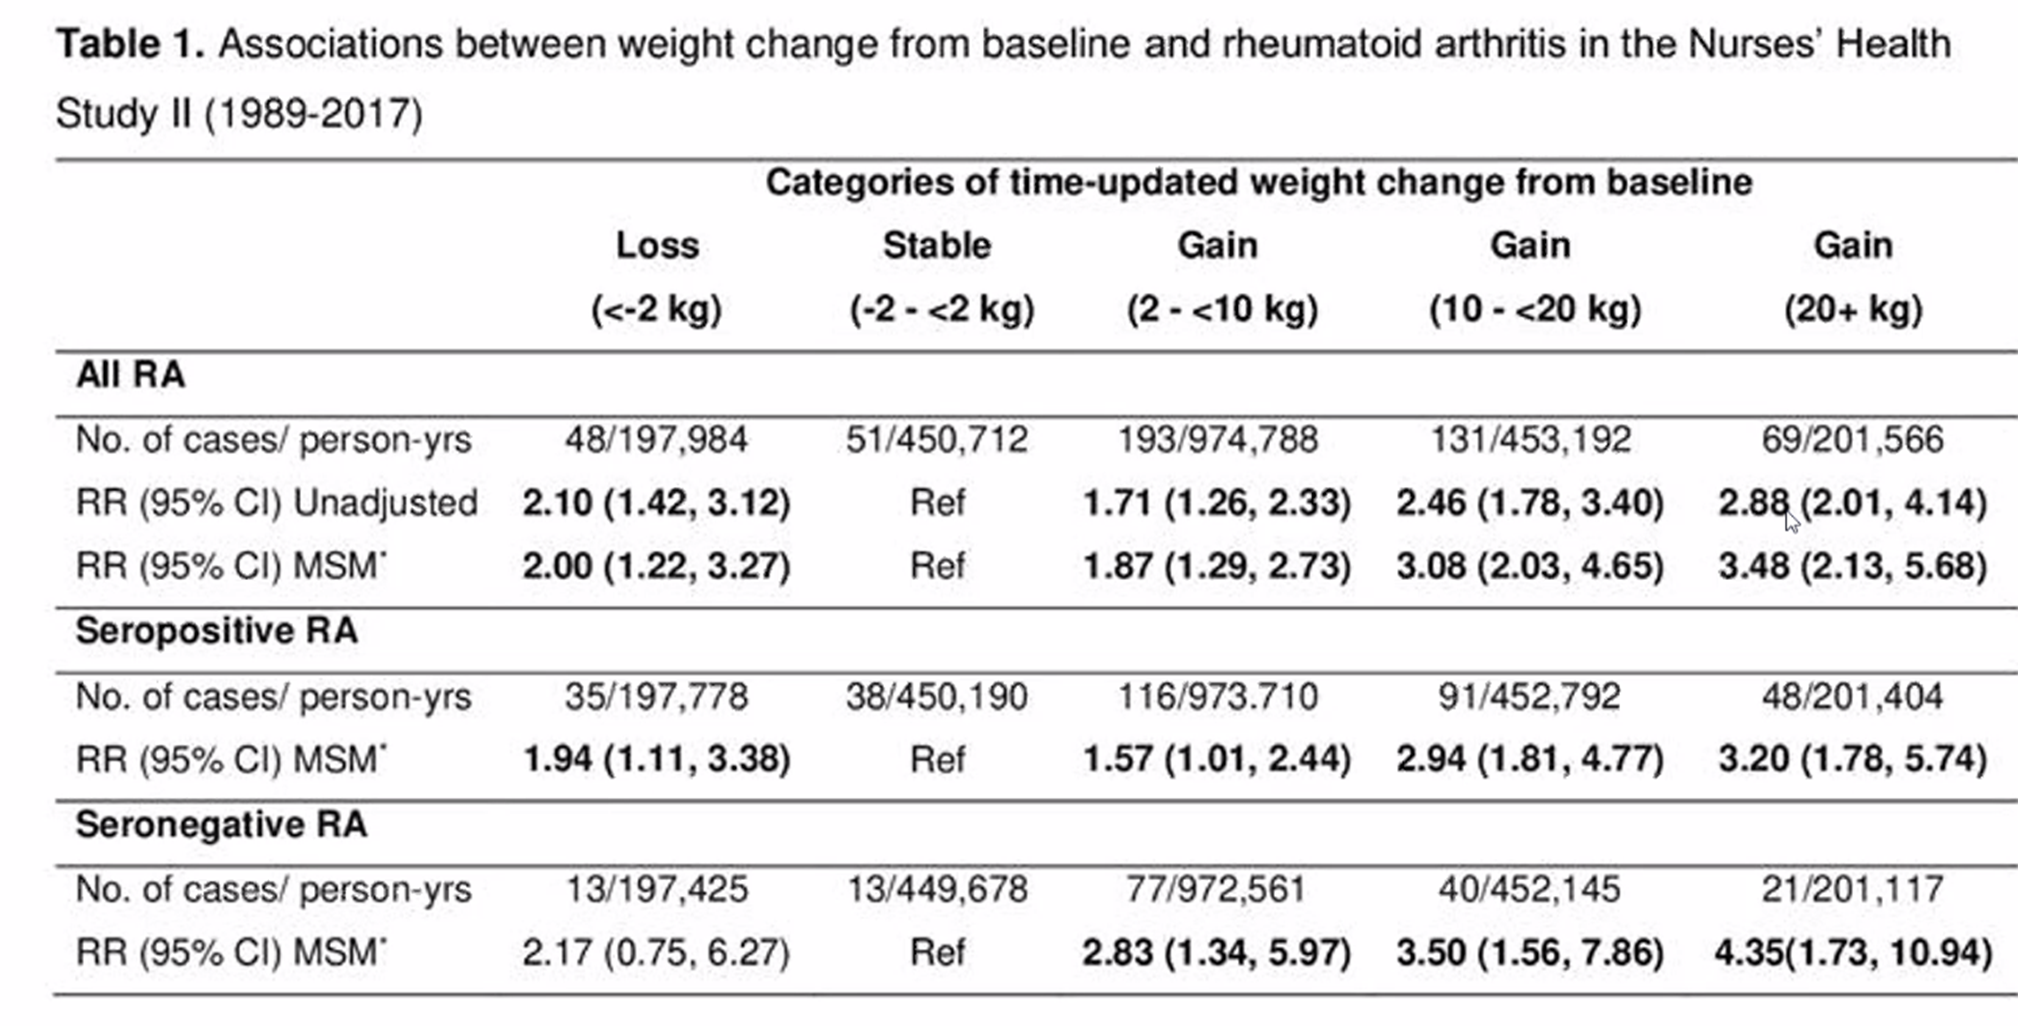 Table 1. Associations between weight change from baseline and rheumatoid arthritis in the Nurses' Health
Study II (1989-2017)
Categories of time-updated weight change from baseline
Loss Stable Gain Gain Gain
(<-2 kg) (-2 - <2 kg) (2 - <10 kg) (10 - <20 kg) (20+ kg)
All RA
No. of cases/ person-yrs 48/197,984 51/450,712 193/974,788 131/453,192 69/201,566
RR (95% CI) Unadjusted 2.10 (1.42, 3.12) Ref 1.71 (1.26, 2.33) 2.46 (1.78, 3.40) 2.88 (2.01, 4.14)
RR (95% CI) MSM* 2.00 (1.22, 3.27) Ref 1.87 (1.29, 2.73) 3.08 (2.03, 4.65) 3.48 (2.13, 5.68)
Seropositive RA
No. of cases/ person-yrs 35/197,778 38/450,190 116/973.710 91/452,792 48/201,404
RR (95% CI) MSM* 1.94 (1.11, 3.38) Ref 1.57 (1.01, 2.44) 2.94 (1.81, 4.77) 3.20 (1.78, 5.74)
Seronegative RA
No. of cases/ person-yrs 13/197,425 13/449,678 77/972,561 40/452,145 21/201,117
RR (95% CI) MSM* 2.17 (0.75, 6.27) Ref 2.83 (1.34, 5.97) 3.50 (1.56, 7.86) 4.35(1.73, 10.94)